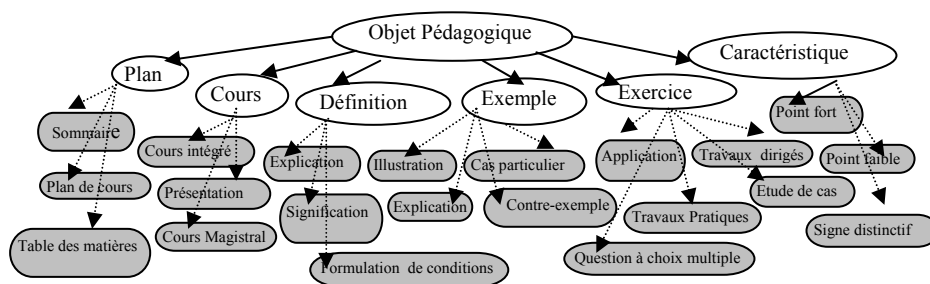 Objet Pédagogique
Caractéristique
Plan
Cours
Définition
Exemple
Exercice
Point fort
Sommaire
Cours intégré
Explication
Illustration
Cas particulier
Application
Travaux dirigés
Point faible
Plan de cours
Présentation
Signification
Explication
Contre-exemple
Etude de cas
Travaux Pratiques
Table des matières
Cours Magistral
Signe distinctif
Formulation de conditions
Question à choix multiple